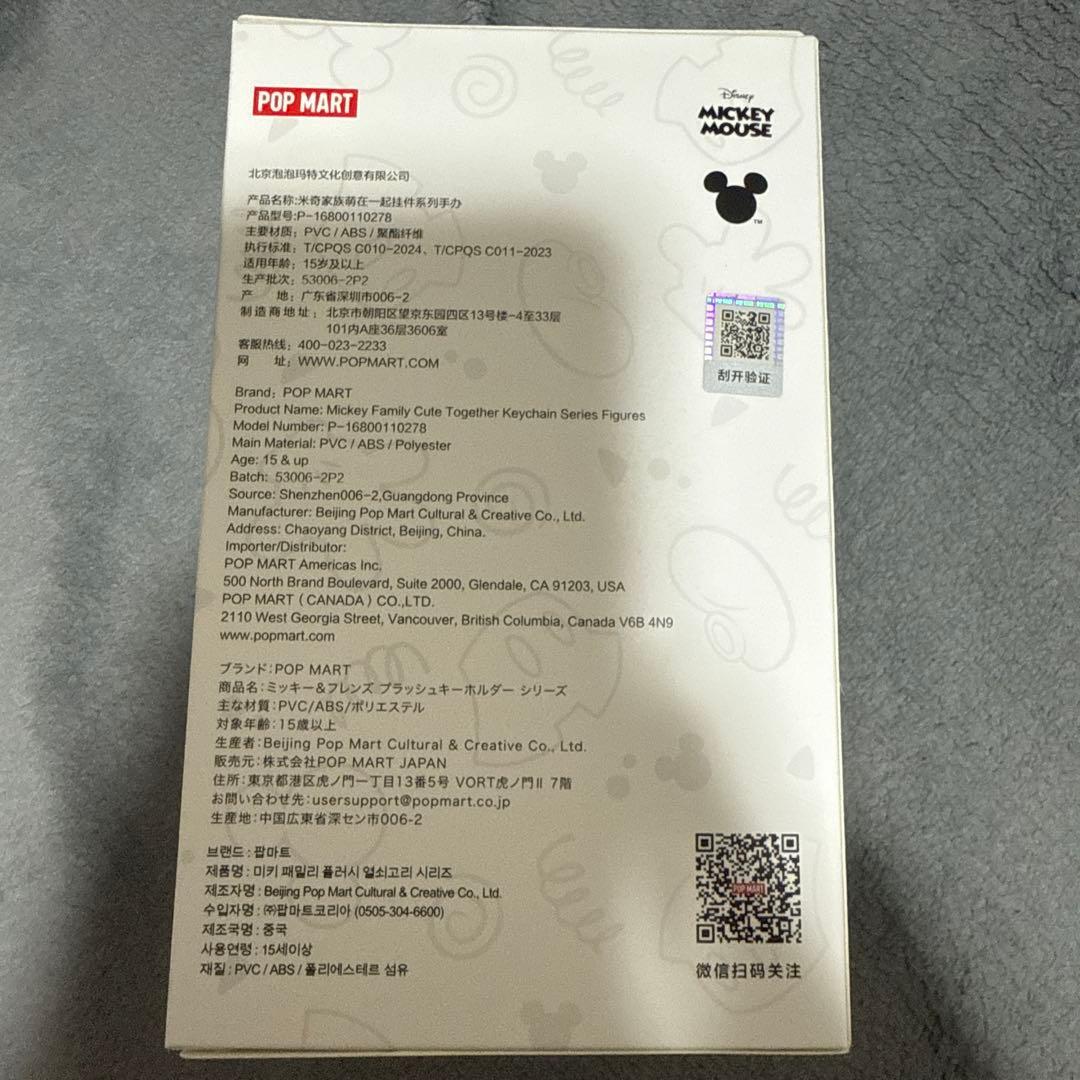 POP MART
Disney
MICKEY
MOUSE
TM
北京泡泡玛特文化创意有限公司
产品名称:米奇家族萌在一起挂件系列手办
产品型号:P-16800110278
主要材质：PVC / ABS / 聚酯纤维
执行标准：T/CPQS C010-2024、T/CPQS C011-2023
适用年龄：15岁及以上
生产批次：53006-2P2
产 地：广东省深圳市006-2
制造商地址：北京市朝阳区望京东园四区13号楼-4至33层
101内A座36层3606室
客服热线：400-023-2233
网 址：WWW.POPMART.COM
刮开验证
Brand：POP MART
Product Name: Mickey Family Cute Together Keychain Series Figures
Model Number: P-16800110278
Main Material: PVC / ABS / Polyester
Age: 15 & up
Batch: 53006-2P2
Source: Shenzhen006-2,Guangdong Province
Manufacturer: Beijing Pop Mart Cultural & Creative Co., Ltd.
Address: Chaoyang District, Beijing, China.
Importer/Distributor:
POP MART Americas Inc.
500 North Brand Boulevard, Suite 2000, Glendale, CA 91203, USA
POP MART（CANADA）CO.,LTD.
2110 West Georgia Street, Vancouver, British Columbia, Canada V6B 4N9
www.popmart.com
ブランド：POP MART
商品名：ミッキー＆フレンズ プラッシュキーホルダー シリーズ
主な材質：PVC/ABS/ポリエステル
対象年齢：15歳以上
生産者：Beijing Pop Mart Cultural & Creative Co., Ltd.
販売元：株式会社POP MART JAPAN
住所：東京都港区虎ノ門一丁目13番5号 VORT虎ノ門II 7階
お問い合わせ先：usersupport@popmart.co.jp
生産地：中国広東省深セン市006-2
브랜드 : 팝마트
제품명 : 미키 패밀리 플러시 열쇠고리 시리즈
제조자명 : Beijing Pop Mart Cultural & Creative Co., Ltd.
수입자명 : ㈜팝마트코리아 (0505-304-6600)
제조국명 : 중국
사용연령 : 15세이상
재질 : PVC / ABS / 폴리에스테르 섬유
POP MART
微信扫码关注